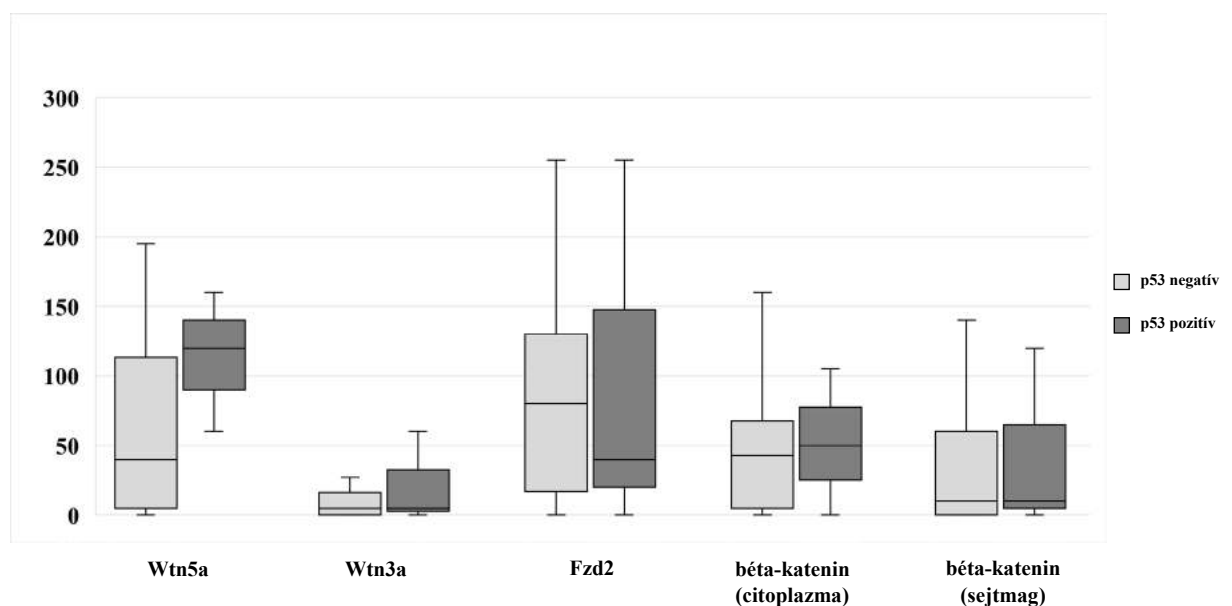 300
250
200
150
100
50
0
p53 negatív
p53 pozitív
Wtn5a
Wtn3a
Fzd2
béta-katenin
(citoplazma)
béta-katenin
(sejtmag)